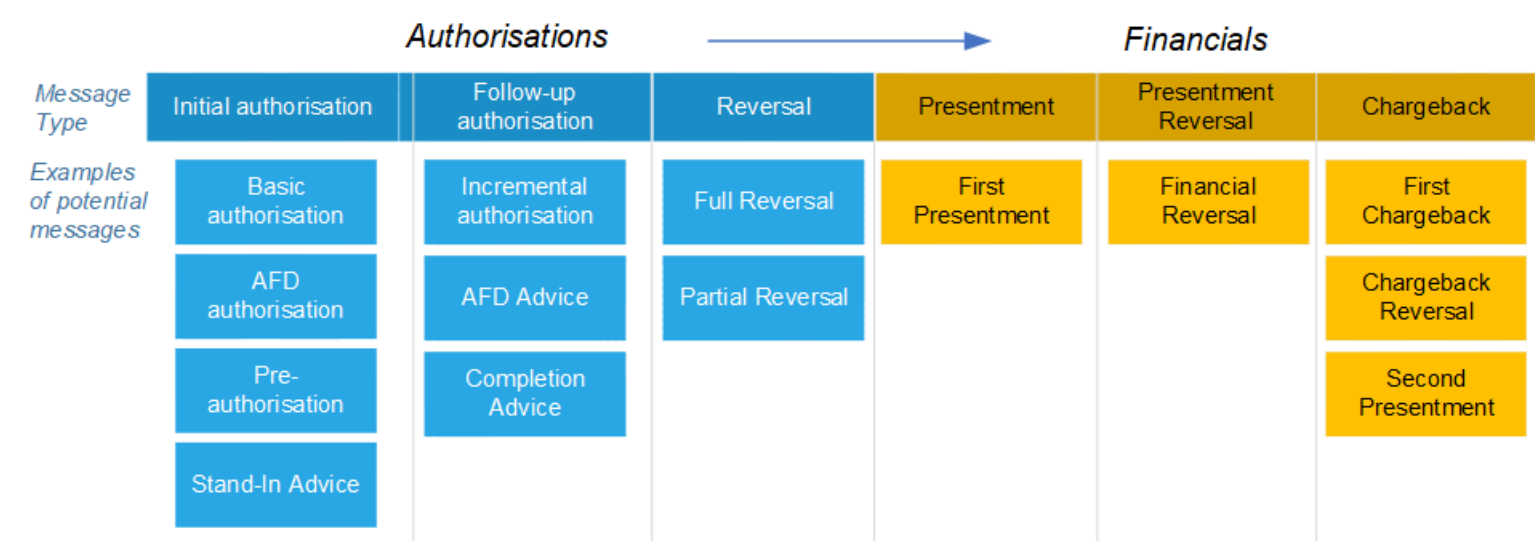 Authorisations
Financials
Message
Type
Initial authorisation
Follow-up
authorisation
Reversal
Presentment
Presentment
Reversal
Chargeback
Examples
of potential
messages
Basic
authorisation
Incremental
authorisation
Full Reversal
First
Presentment
Financial
Reversal
First
Chargeback
AFD
authorisation
AFD Advice
Partial Reversal
Chargeback
Reversal
Pre-
authorisation
Completion
Advice
Second
Presentment
Stand-In Advice